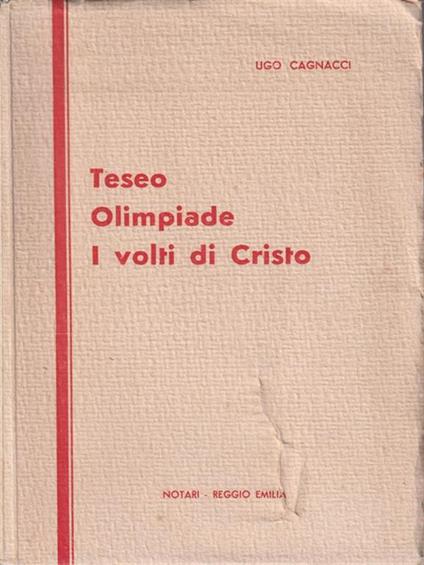 UGO CAGNACCI
Teseo
Olimpiade
I volti di Cristo
NOTARI - REGGIO EMILIA